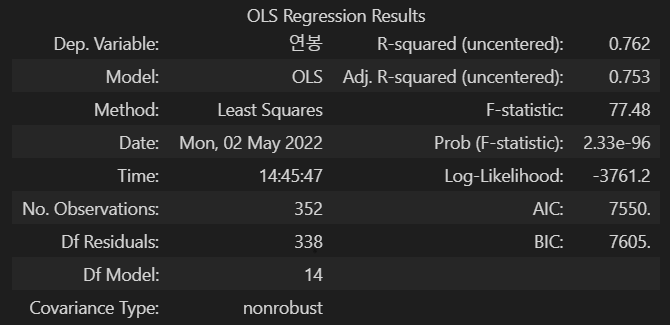 OLS Regression Results
Dep. Variable: 연봉 R-squared (uncentered): 0.762
Model: OLS Adj. R-squared (uncentered): 0.753
Method: Least Squares F-statistic: 77.48
Date: Mon, 02 May 2022 Prob (F-statistic): 2.33e-96
Time: 14:45:47 Log-Likelihood: -3761.2
No. Observations: 352 AIC: 7550.
Df Residuals: 338 BIC: 7605.
Df Model: 14
Covariance Type: nonrobust